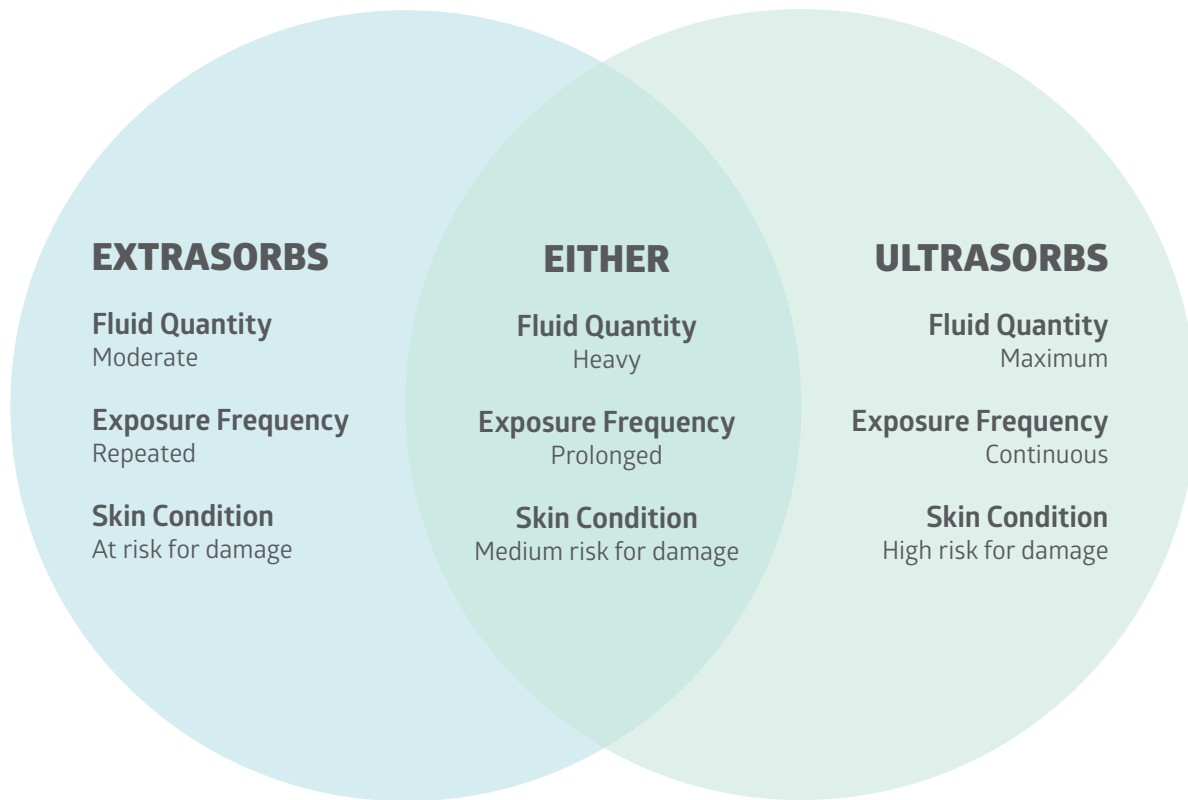 EXTRASORBS
Fluid Quantity
Moderate
Exposure Frequency
Repeated
Skin Condition
At risk for damage
EITHER
Fluid Quantity
Heavy
Exposure Frequency
Prolonged
Skin Condition
Medium risk for damage
ULTRASORBS
Fluid Quantity
Maximum
Exposure Frequency
Continuous
Skin Condition
High risk for damage